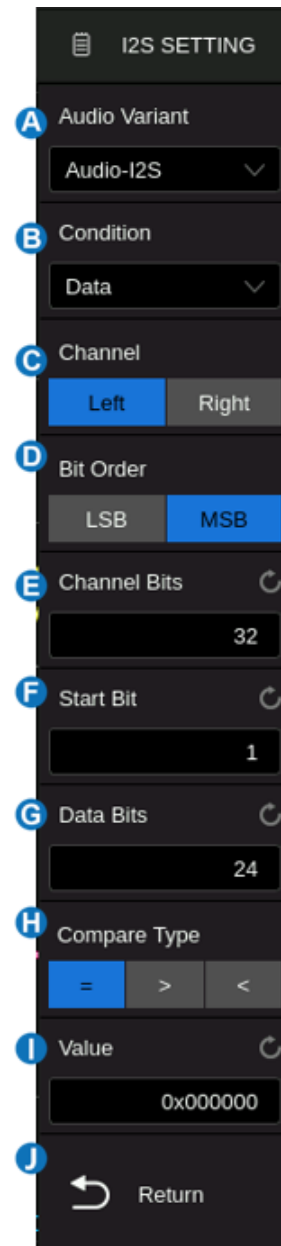 I2S SETTING
A Audio Variant
Audio-I2S
B Condition
Data
C Channel
Left Right
D Bit Order
LSB MSB
E Channel Bits
32
F Start Bit
1
G Data Bits
24
H Compare Type
= > <
I Value
0x000000
J Return